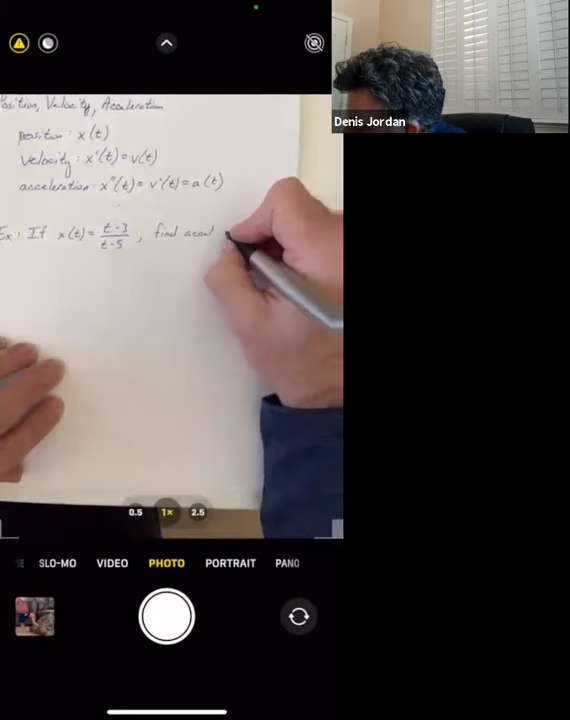 Denis Jordan
Position, Velocity, Acceleration
position: x(t)
velocity: x'(t) = v(t)
acceleration: x''(t) = v'(t) = a(t)
Ex. If x(t) = t-3/t-5, find accel
0.5 1× 2.5
SLO-MO VIDEO PHOTO PORTRAIT PANO